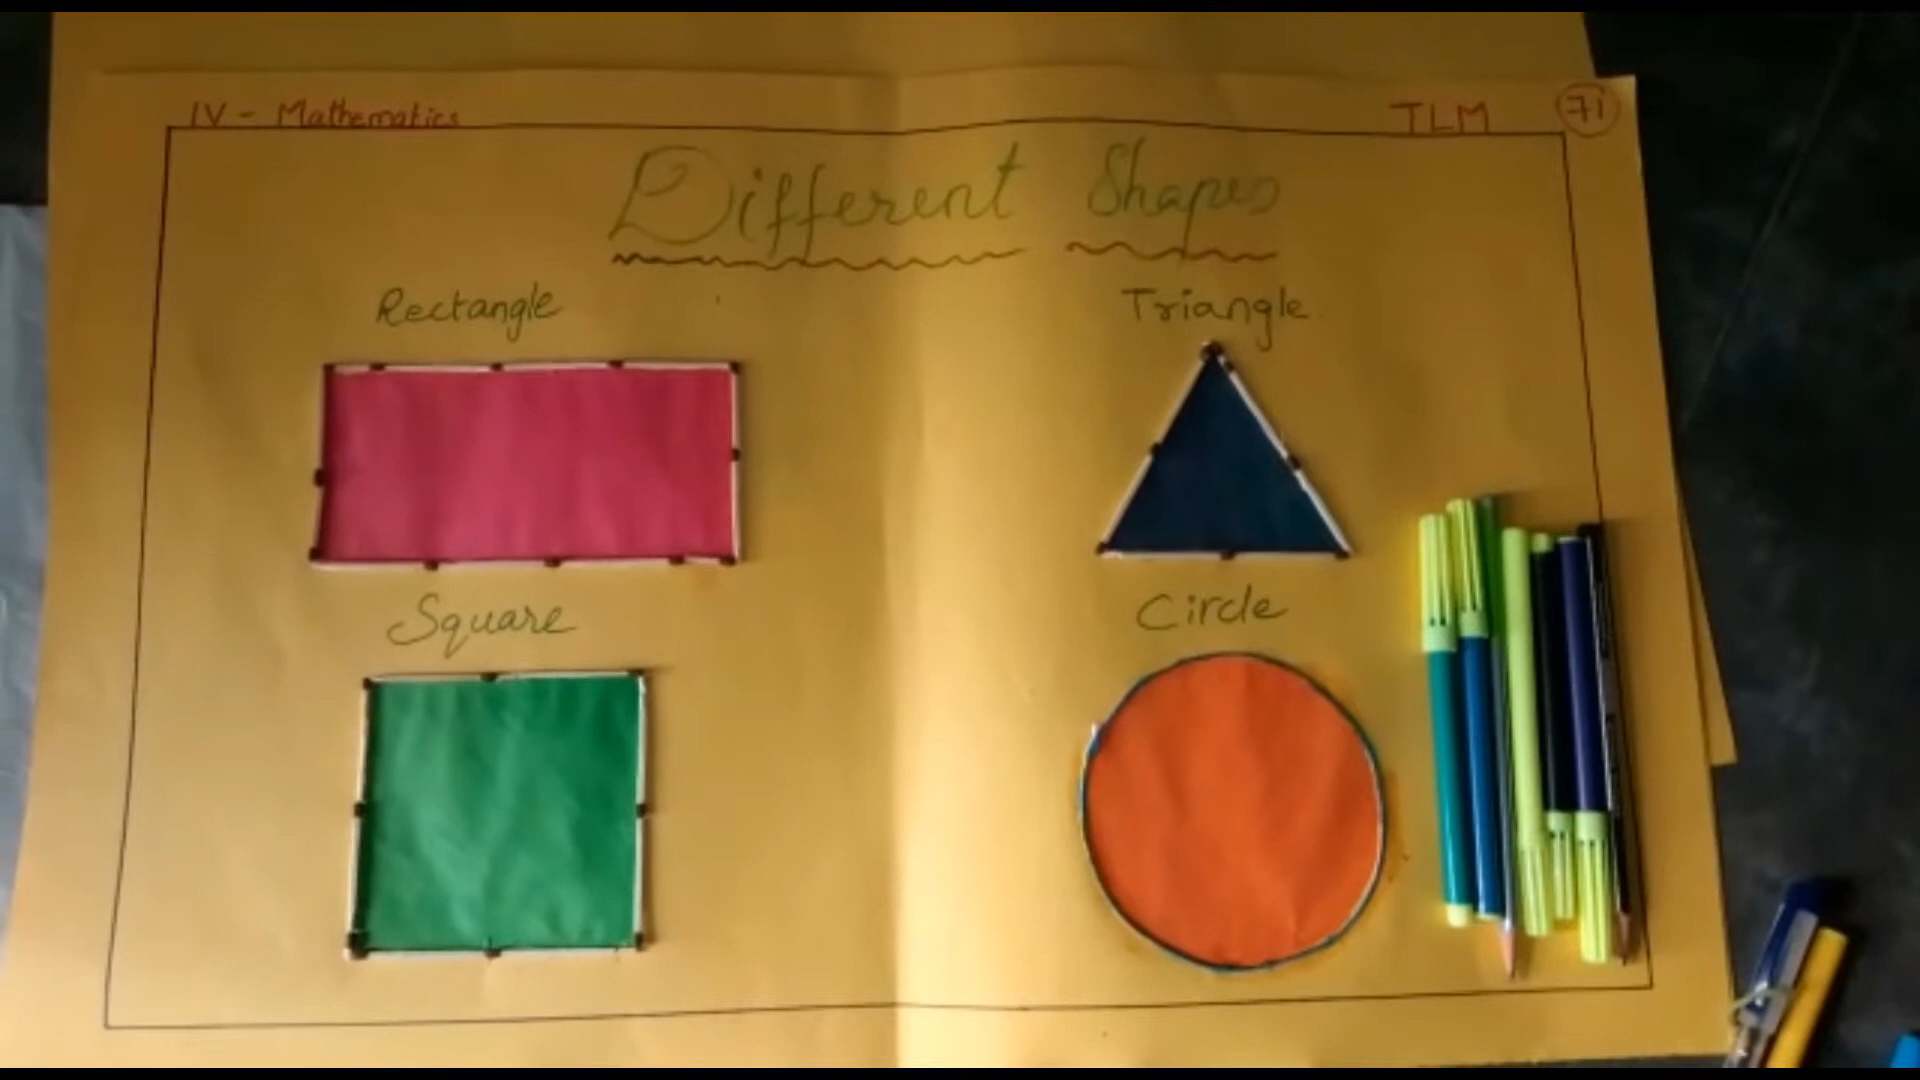 IV - Mathematics TLM 71
Different Shapes
Rectangle Triangle
Square Circle